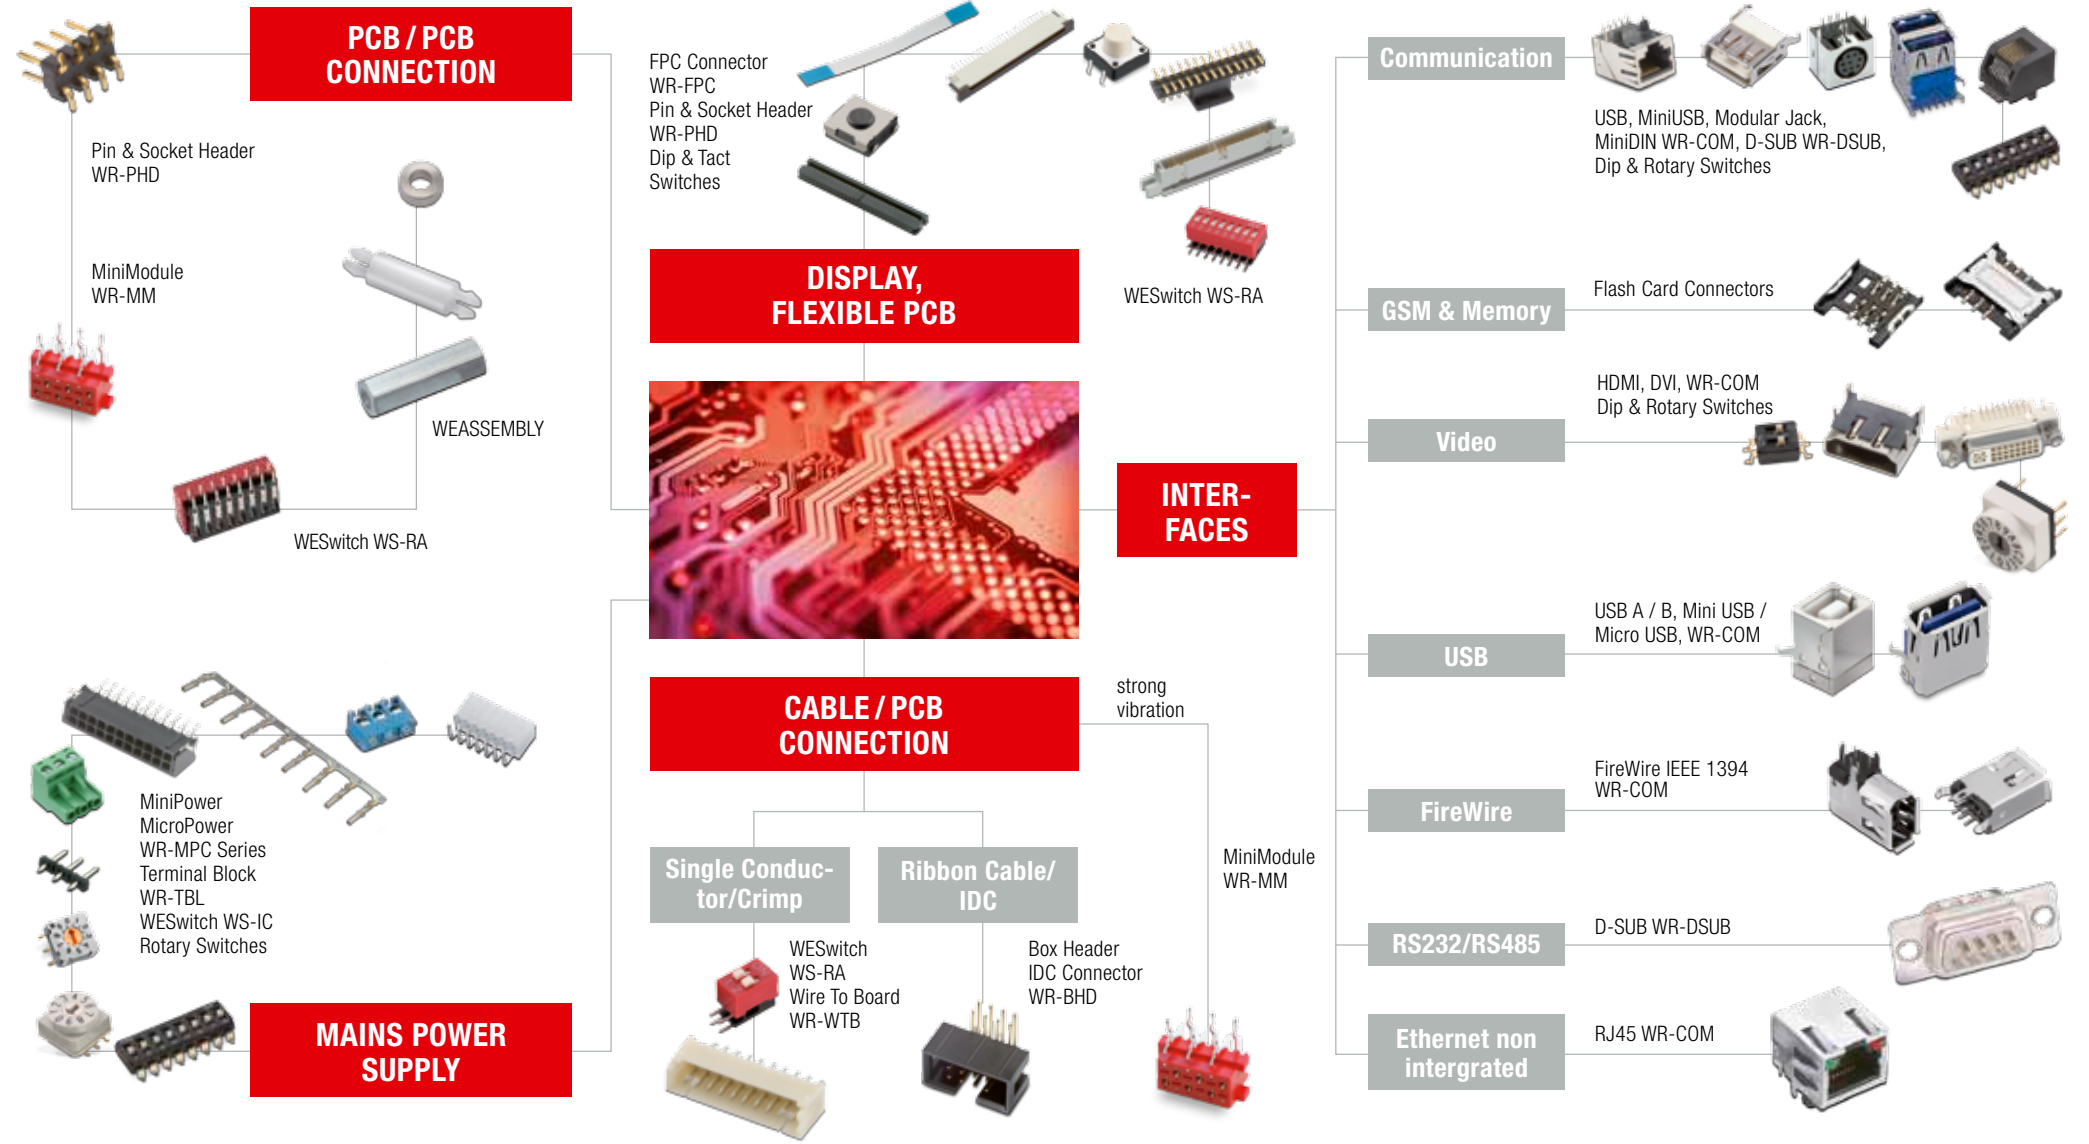 PCB / PCB
CONNECTION
Pin & Socket Header
WR-PHD
MiniModule
WR-MM
WEASSEMBLY
WESwitch WS-RA
FPC Connector
WR-FPC
Pin & Socket Header
WR-PHD
Dip & Tact
Switches
WESwitch WS-RA
DISPLAY,
FLEXIBLE PCB
INTER-
FACES
Communication
USB, MiniUSB, Modular Jack,
MiniDIN WR-COM, D-SUB WR-DSUB,
Dip & Rotary Switches
GSM & Memory
Flash Card Connectors
Video
HDMI, DVI, WR-COM
Dip & Rotary Switches
USB
USB A / B, Mini USB /
Micro USB, WR-COM
FireWire
FireWire IEEE 1394
WR-COM
RS232/RS485
D-SUB WR-DSUB
Ethernet non
intergrated
RJ45 WR-COM
CABLE / PCB
CONNECTION
strong
vibration
MiniModule
WR-MM
Single Conduc-
tor/Crimp
WESwitch
WS-RA
Wire To Board
WR-WTB
Ribbon Cable/
IDC
Box Header
IDC Connector
WR-BHD
MiniPower
MicroPower
WR-MPC Series
Terminal Block
WR-TBL
WESwitch WS-IC
Rotary Switches
MAINS POWER
SUPPLY